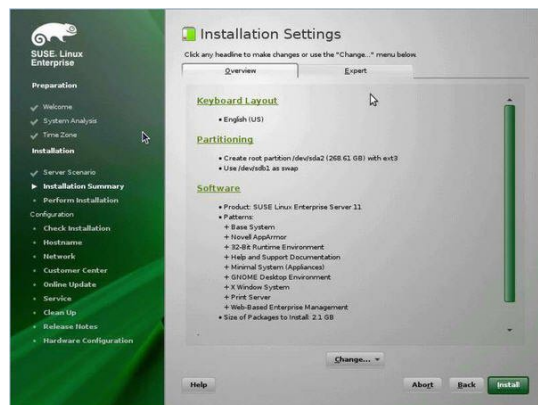 SUSE. Linux
Enterprise
Preparation
Welcome
System Analysis
Time Zone
Installation
Server Scenario
Installation Summary
Perform Installation
Configuration
Check Installation
Hostname
Network
Customer Center
Online Update
Service
Clean Up
Release Notes
Hardware Configuration
Installation Settings
Click any headline to make changes or use the "Change..." menu below.
Overview
Expert
Keyboard Layout
• English (US)
Partitioning
• Create root partition /dev/sda2 (268.61 GB) with ext3
• Use /dev/sdb1 as swap
Software
• Product: SUSE Linux Enterprise Server 11
• Patterns:
+ Base System
+ Novell AppArmor
+ 32-Bit Runtime Environment
+ Help and Support Documentation
+ Minimal System (Appliances)
+ GNOME Desktop Environment
+ X Window System
+ Print Server
+ Web-Based Enterprise Management
• Size of Packages to Install: 2.1 GB
Change...
Help
Abort
Back
Install